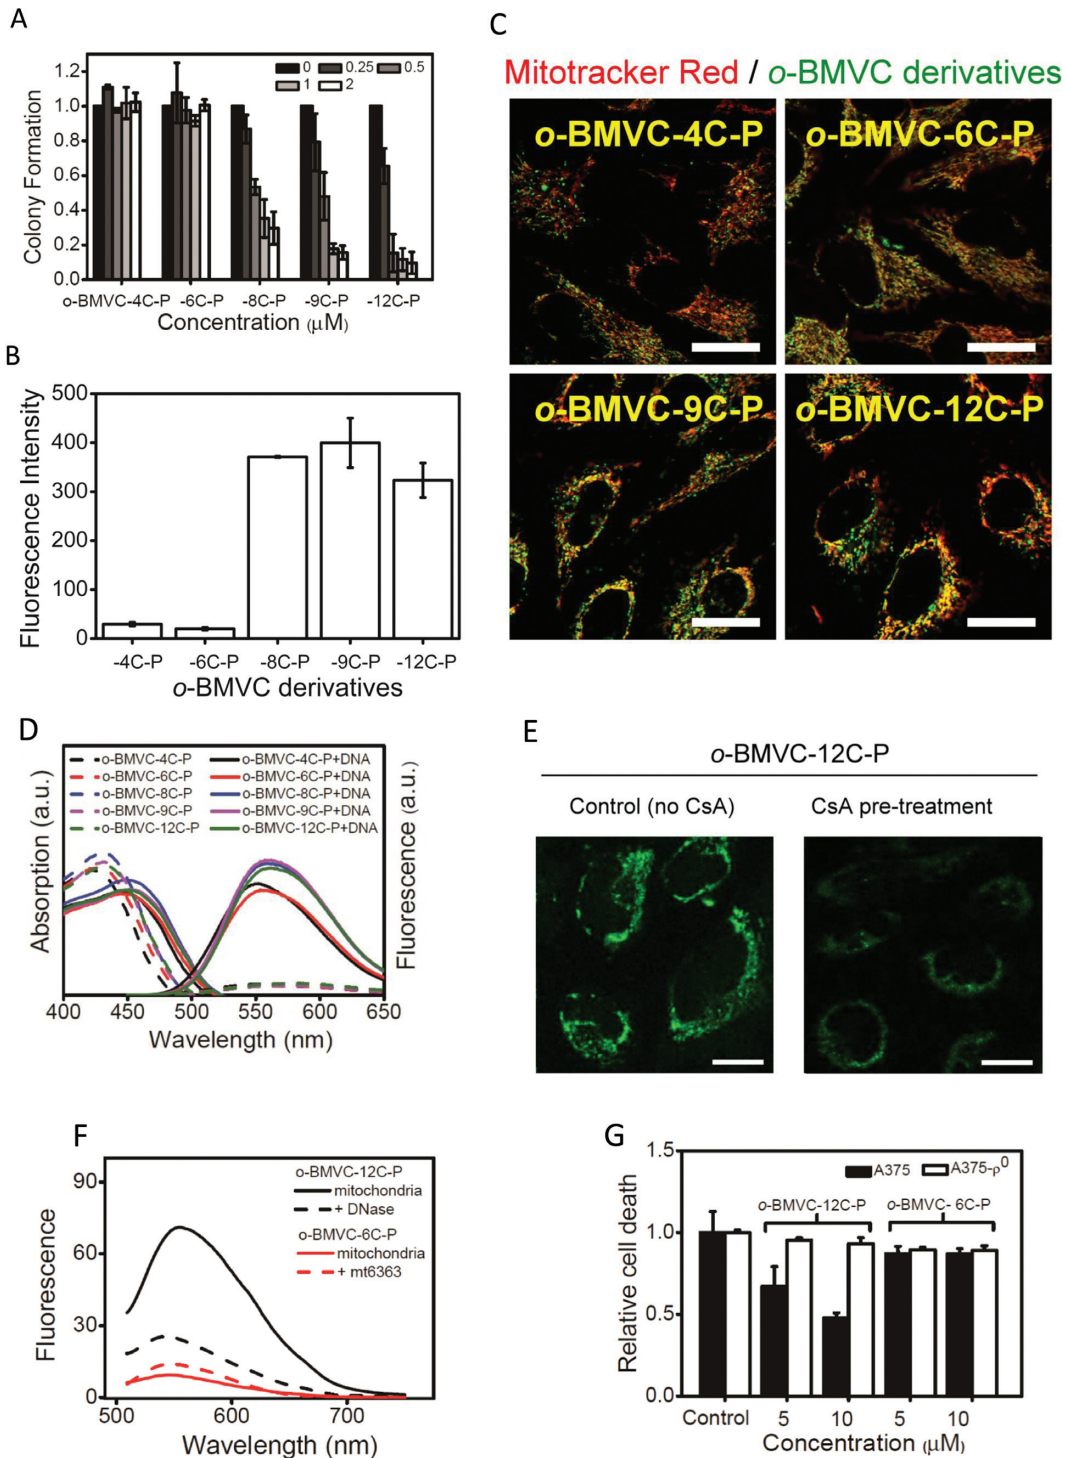 A
0 0.25 0.5
1 2
1.2
1.0
0.8
0.6
0.4
0.2
0.0
Colony Formation
o-BMVC-4C-P -6C-P -8C-P -9C-P -12C-P
Concentration (µM)
B
500
400
300
200
100
0
Fluorescence Intensity
-4C-P -6C-P -8C-P -9C-P -12C-P
o-BMVC derivatives
C
Mitotracker Red / o-BMVC derivatives
o-BMVC-4C-P
o-BMVC-6C-P
o-BMVC-9C-P
o-BMVC-12C-P
D
o-BMVC-4C-P o-BMVC-4C-P+DNA
o-BMVC-6C-P o-BMVC-6C-P+DNA
o-BMVC-8C-P o-BMVC-8C-P+DNA
o-BMVC-9C-P o-BMVC-9C-P+DNA
o-BMVC-12C-P o-BMVC-12C-P+DNA
Absorption (a.u.)
Fluorescence (a.u.)
400 450 500 550 600 650
Wavelength (nm)
E
o-BMVC-12C-P
Control (no CsA)
CsA pre-treatment
F
o-BMVC-12C-P
mitochondria
+ DNase
o-BMVC-6C-P
mitochondria
+ mt6363
90
60
30
0
Fluorescence
500 600 700
Wavelength (nm)
G
A375 A375-ρ⁰
o-BMVC-12C-P o-BMVC- 6C-P
1.5
1.0
0.5
0.0
Relative cell death
Control 5 10 5 10
Concentration (µM)